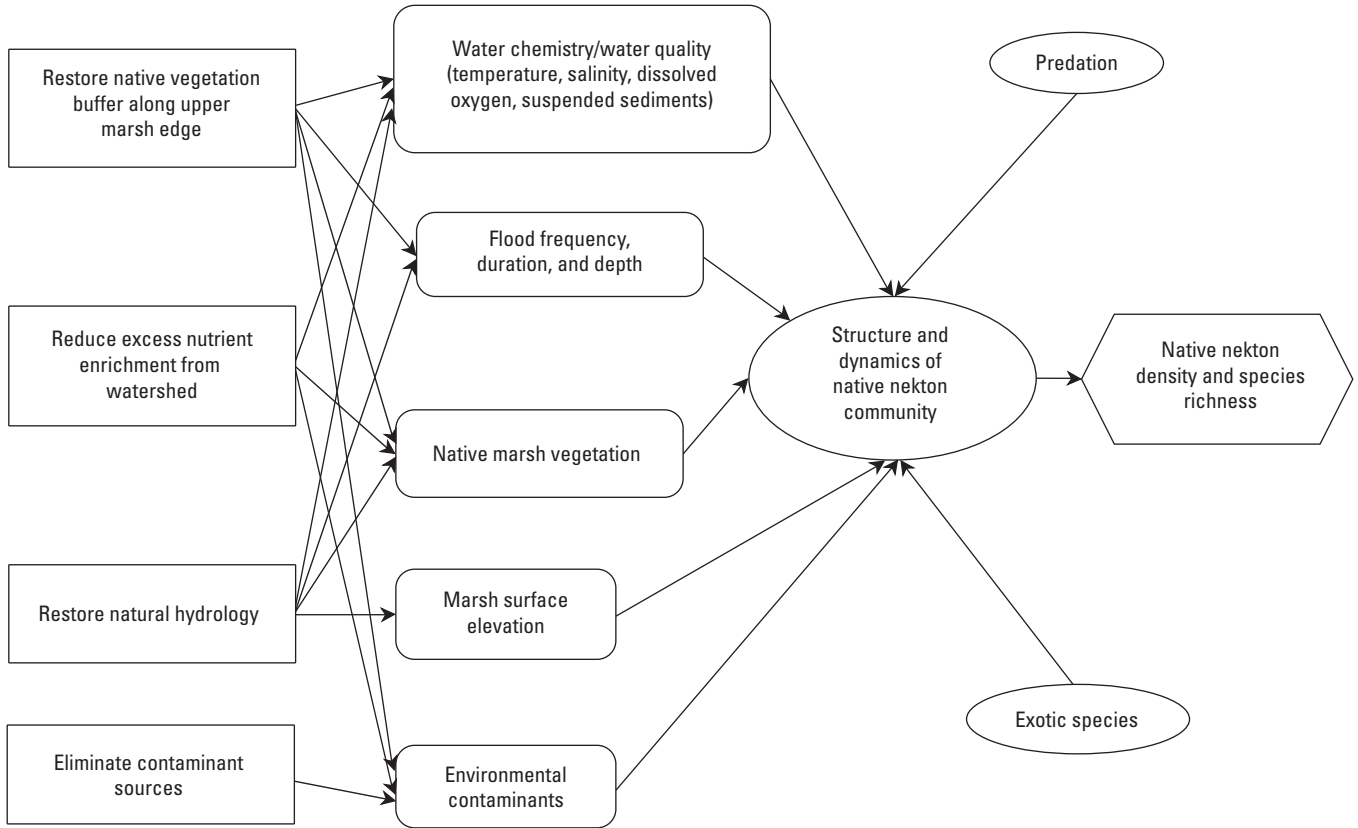 Restore native vegetation
buffer along upper
marsh edge
Reduce excess nutrient
enrichment from
watershed
Restore natural hydrology
Eliminate contaminant
sources
Water chemistry/water quality
(temperature, salinity, dissolved
oxygen, suspended sediments)
Flood frequency,
duration, and depth
Native marsh vegetation
Marsh surface
elevation
Environmental
contaminants
Predation
Structure and
dynamics of
native nekton
community
Exotic species
Native nekton
density and species
richness